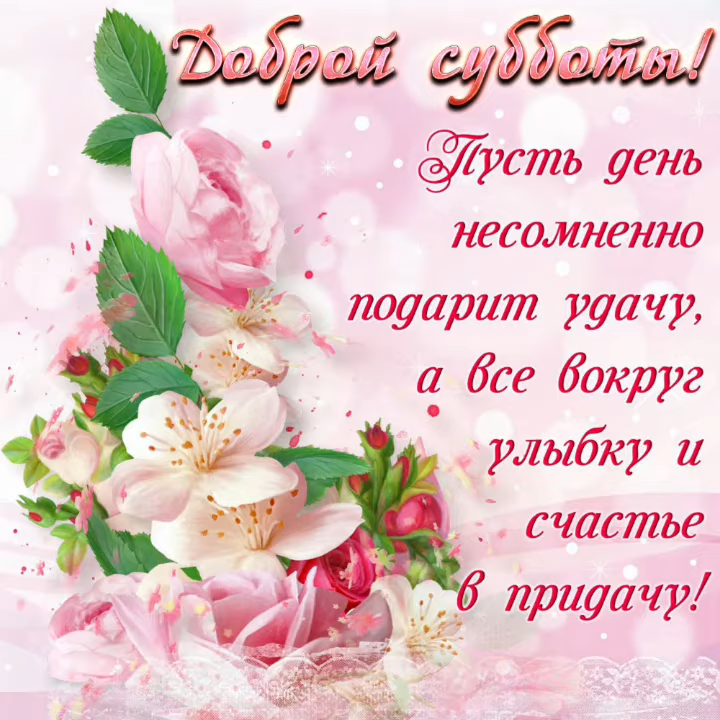 Доброй субботы!
Пусть день
несомненно
подарит удачу,
а все вокруг
улыбку и
счастье
в придачу!